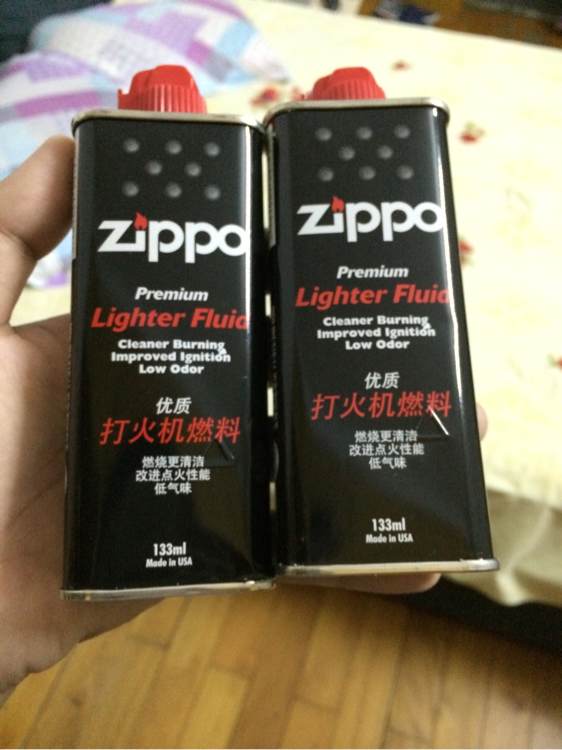 zippo
Premium
Lighter Fluid
Cleaner Burning
Improved Ignition
Low Odor
优质
打火机燃料
燃烧更清洁
改进点火性能
低气味
133ml
Made in USA
zippo
Premium
Lighter Fluid
Cleaner Burning
Improved Ignition
Low Odor
优质
打火机燃料
燃烧更清洁
改进点火性能
低气味
133ml
Made in USA